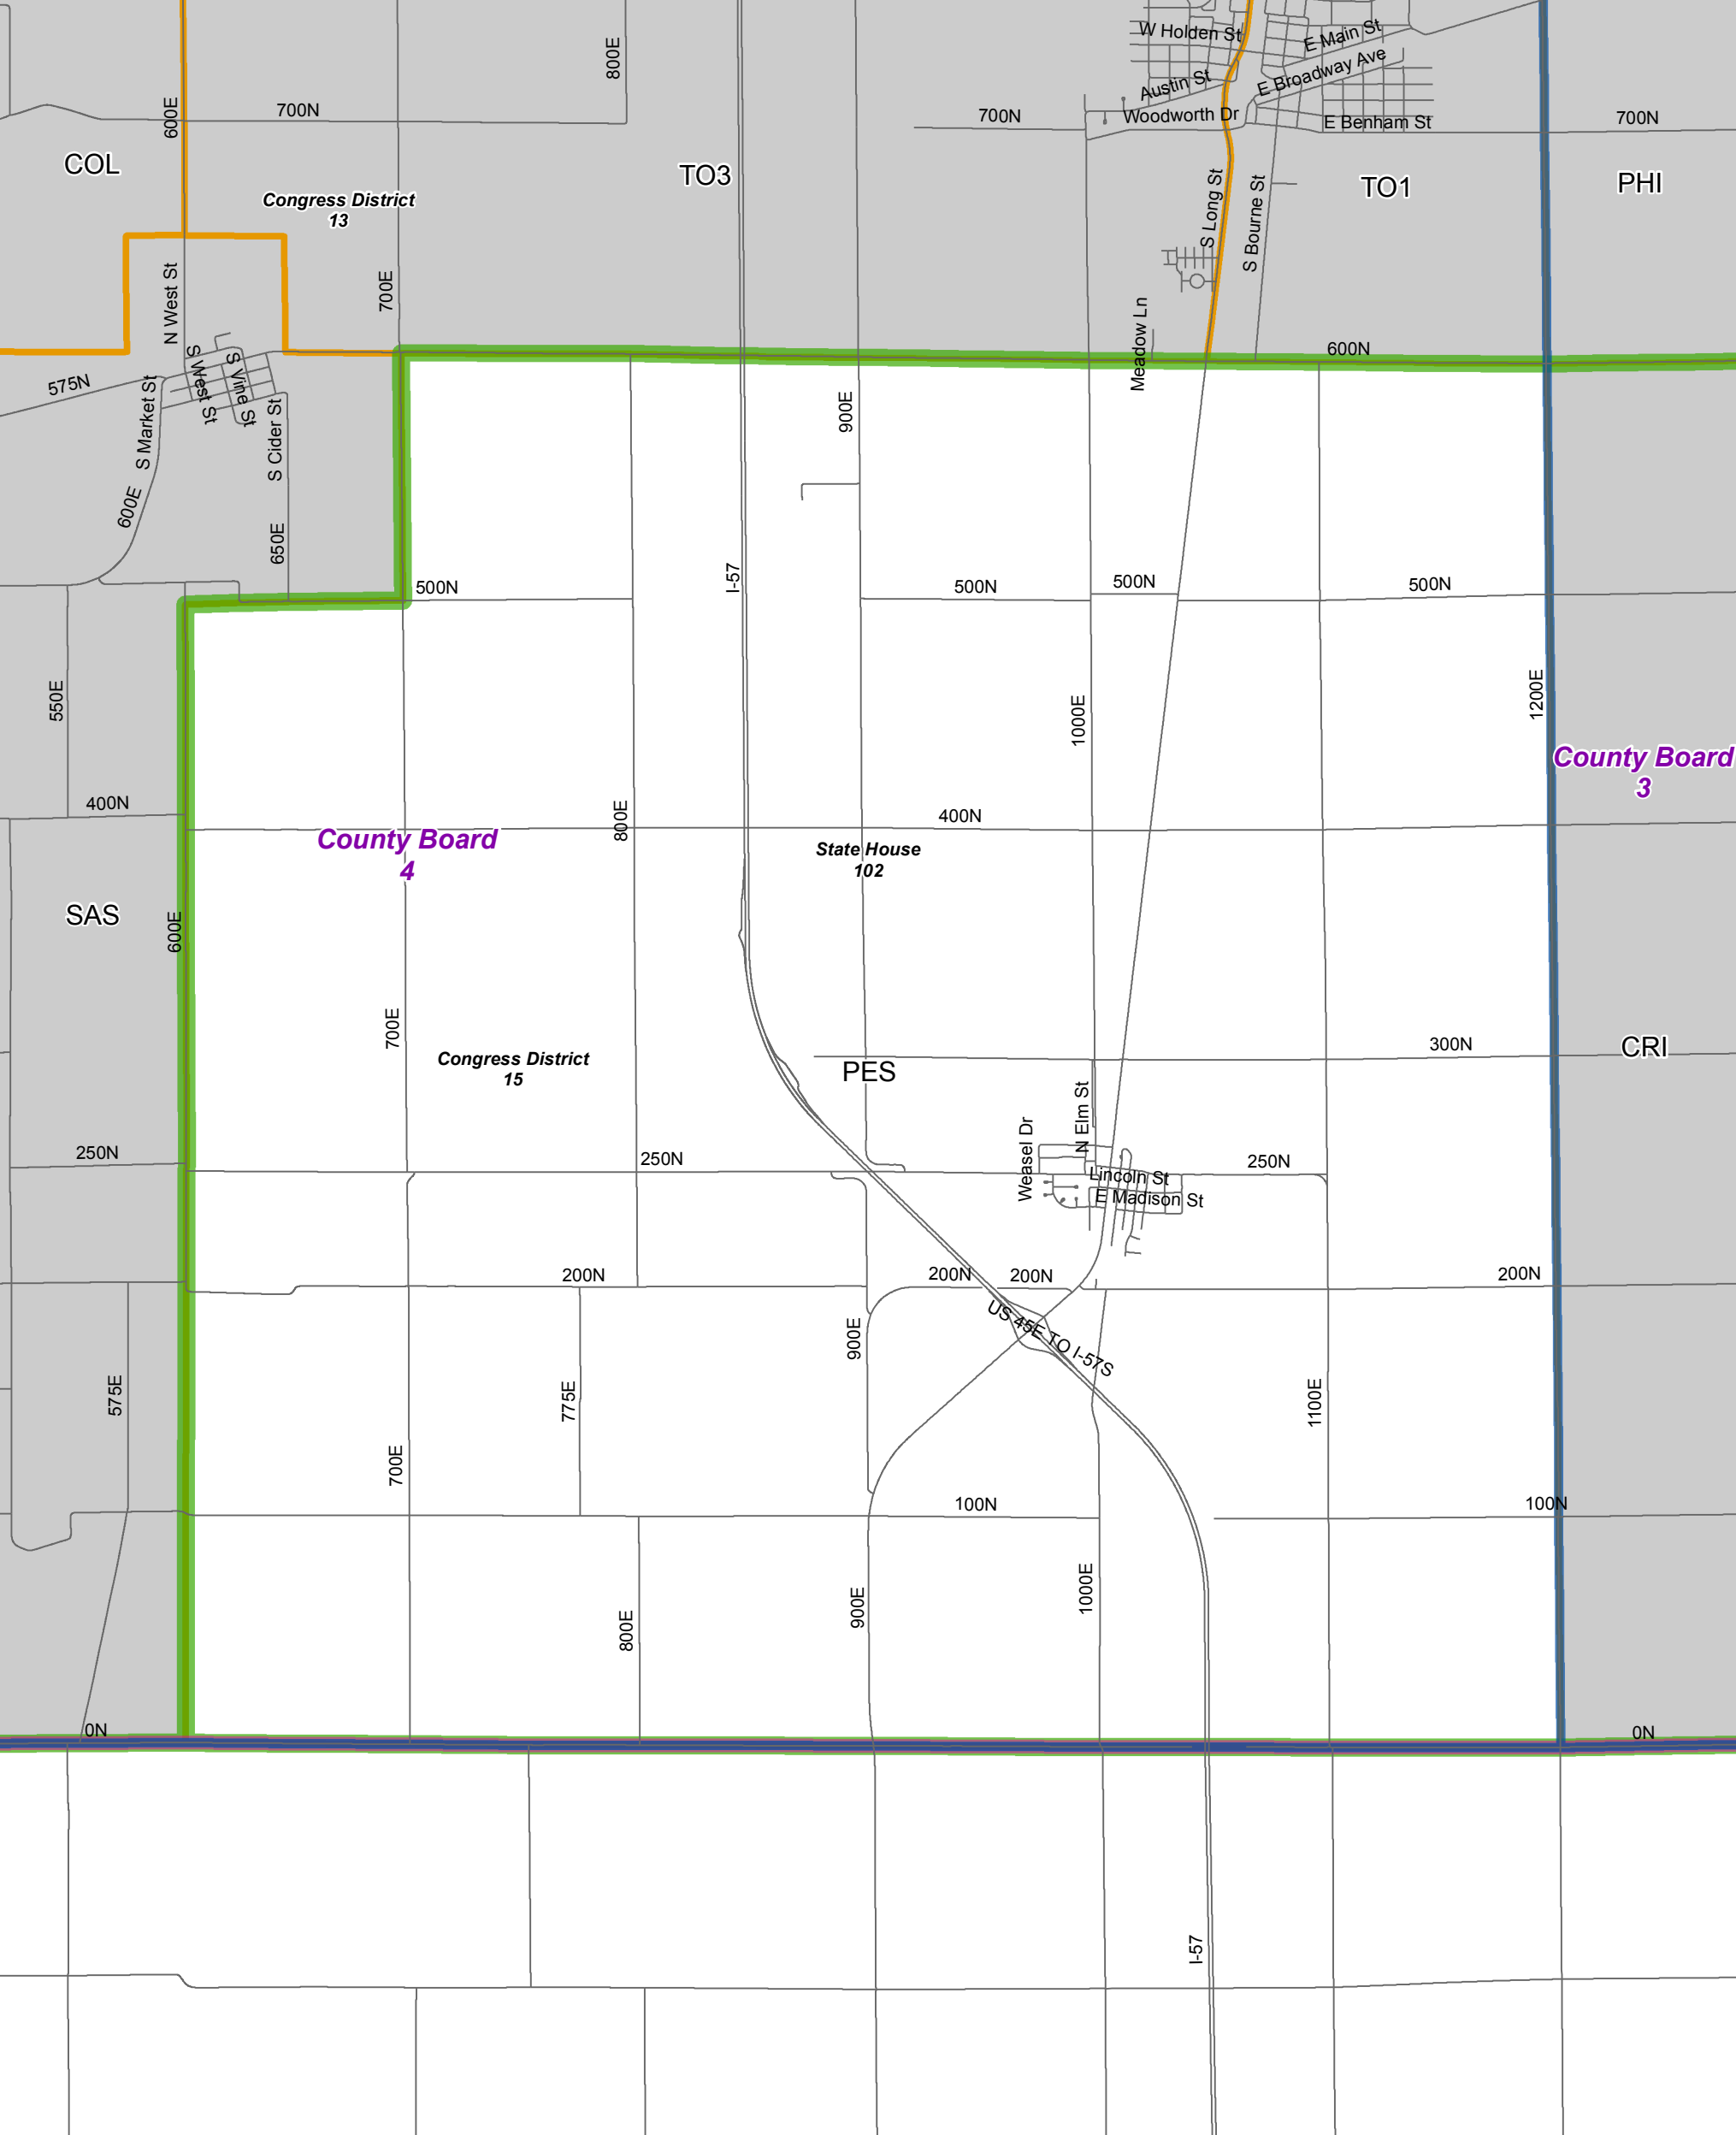 W Holden St
E Main St
800E
E Broadway Ave
Austin St
600E
700N
700N
Woodworth Dr
E Benham St
700N
COL
TO3
TO1
PHI
Congress District
13
S Long St
S Bourne St
N West St
700E
Meadow Ln
600N
575N
S Market St
S West St
S Vine St
S Cider St
900E
600E
650E
I-57
500N
500N
500N
500N
550E
1000E
1200E
County Board
3
400N
400N
800E
County Board
4
State House
102
SAS
600E
700E
Congress District
15
PES
300N
CRI
N Elm St
Weasel Dr
250N
250N
250N
Lincoln St
E Madison St
200N
200N
200N
200N
US 45E TO I-57S
900E
575E
775E
1100E
700E
100N
100N
1000E
900E
800E
0N
0N
I-57